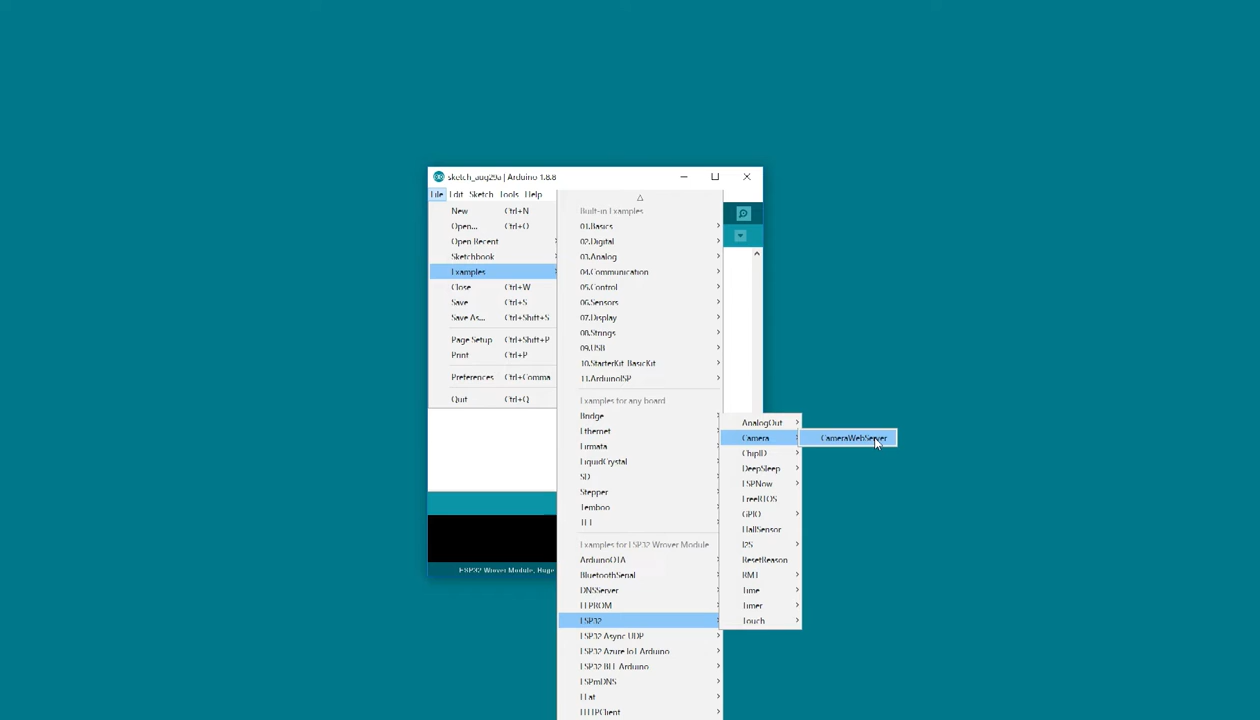 sketch_aug29a | Arduino 1.8.8
File Edit Sketch Tools Help
New Ctrl+N
Open... Ctrl+O
Open Recent
Sketchbook
Examples
Close Ctrl+W
Save Ctrl+S
Save As... Ctrl+Shift+S
Page Setup Ctrl+Shift+P
Print Ctrl+P
Preferences Ctrl+Comma
Quit Ctrl+Q
Built-in Examples
01.Basics
02.Digital
03.Analog
04.Communication
05.Control
06.Sensors
07.Display
08.Strings
09.USB
10.StarterKit_BasicKit
11.ArduinoISP
Examples for any board
Bridge
Ethernet
Firmata
LiquidCrystal
SD
Stepper
Temboo
TFT
Examples for ESP32 Wrover Module
ArduinoOTA
BluetoothSerial
DNSServer
EEPROM
ESP32
ESP32 Async UDP
ESP32 Azure IoT Arduino
ESP32 BLE Arduino
ESPmDNS
FFat
HTTPClient
AnalogOut
Camera
ChipID
DeepSleep
ESPNow
FreeRTOS
GPIO
HallSensor
I2S
ResetReason
RMT
Time
Timer
Touch
CameraWebServer
ESP32 Wrover Module, Huge